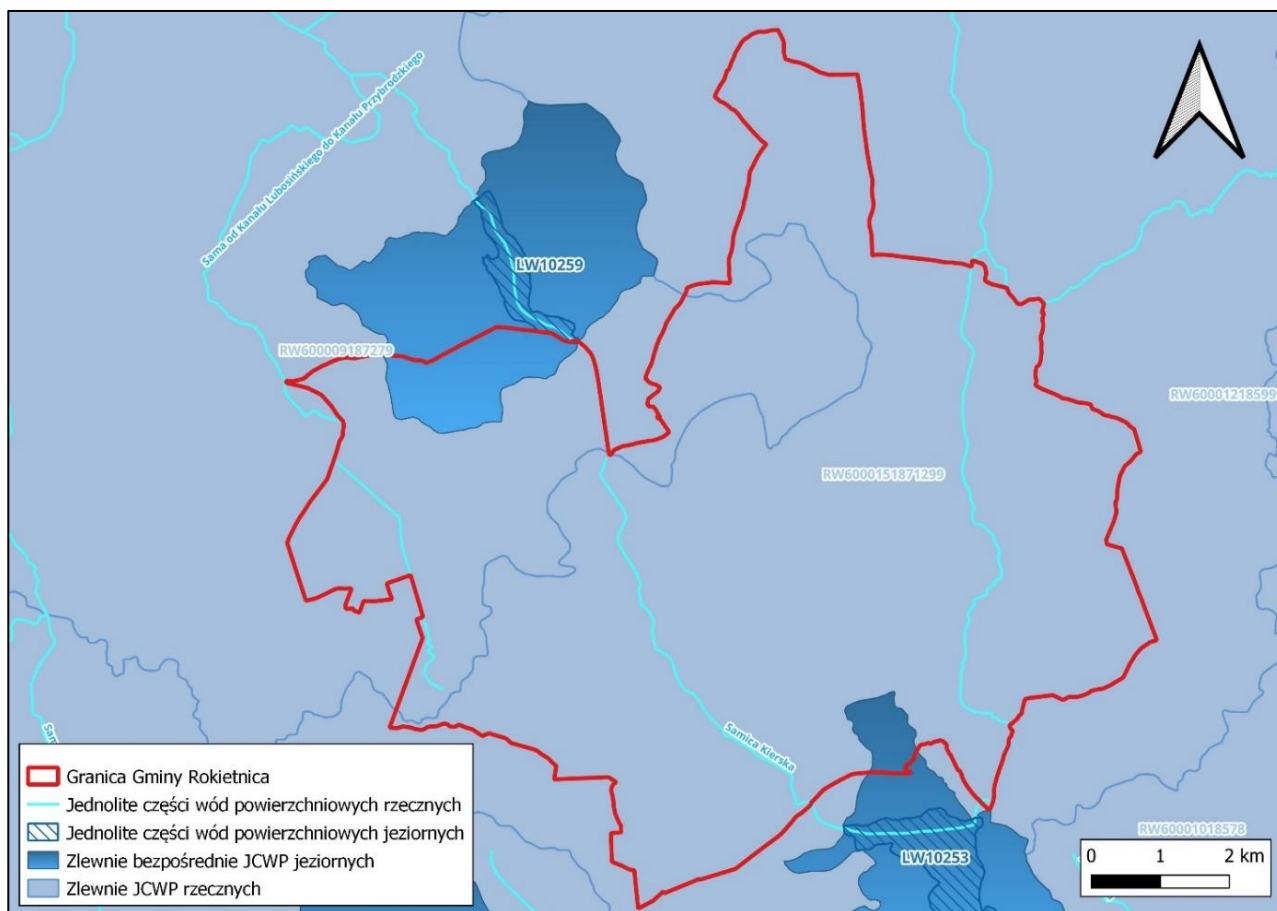 Sama od Kanału Lubosińskiego do Kanału Przybrodzkiego
LW10259
RW600009187279
RW60001218599
RW6000151871299
Samica Kierska
RW60001018578
LW10253
Granica Gminy Rokietnica
Jednolite części wód powierzchniowych rzecznych
Jednolite części wód powierzchniowych jeziornych
Zlewnie bezpośrednie JCWP jeziornych
Zlewnie JCWP rzecznych
0 1 2 km